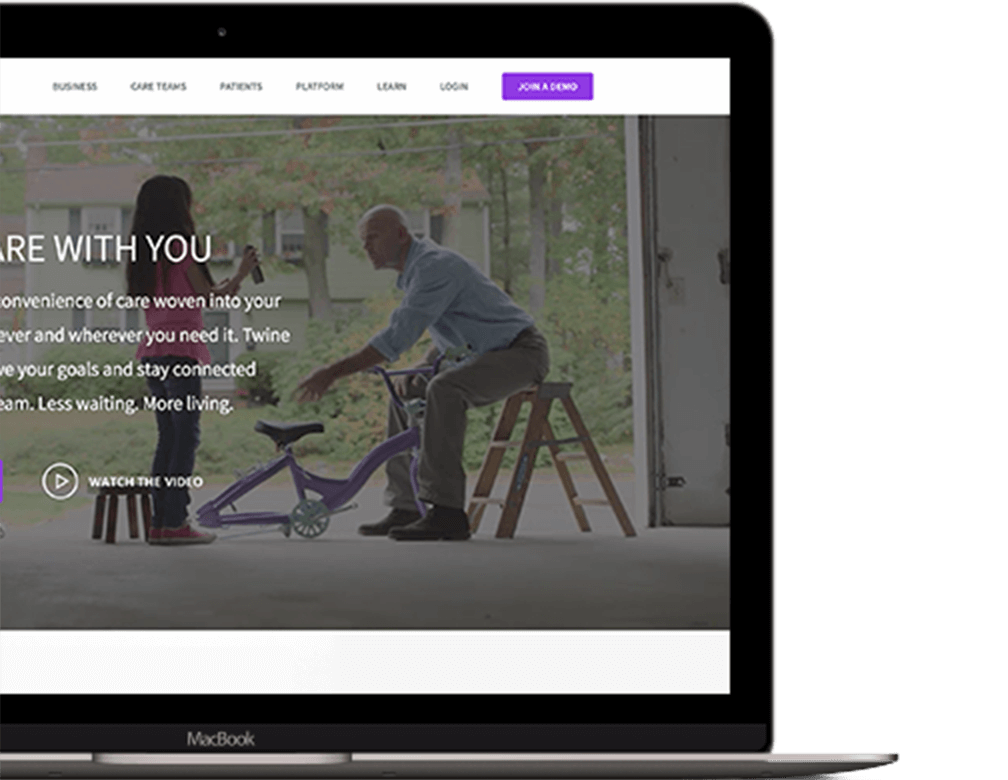 BUSINESS CARE TEAMS PATIENTS PLATFORM LEARN LOGIN JOIN A DEMO
ARE WITH YOU
convenience of care woven into your
ever and wherever you need it. Twine
ve your goals and stay connected
eam. Less waiting. More living.
WATCH THE VIDEO
MacBook